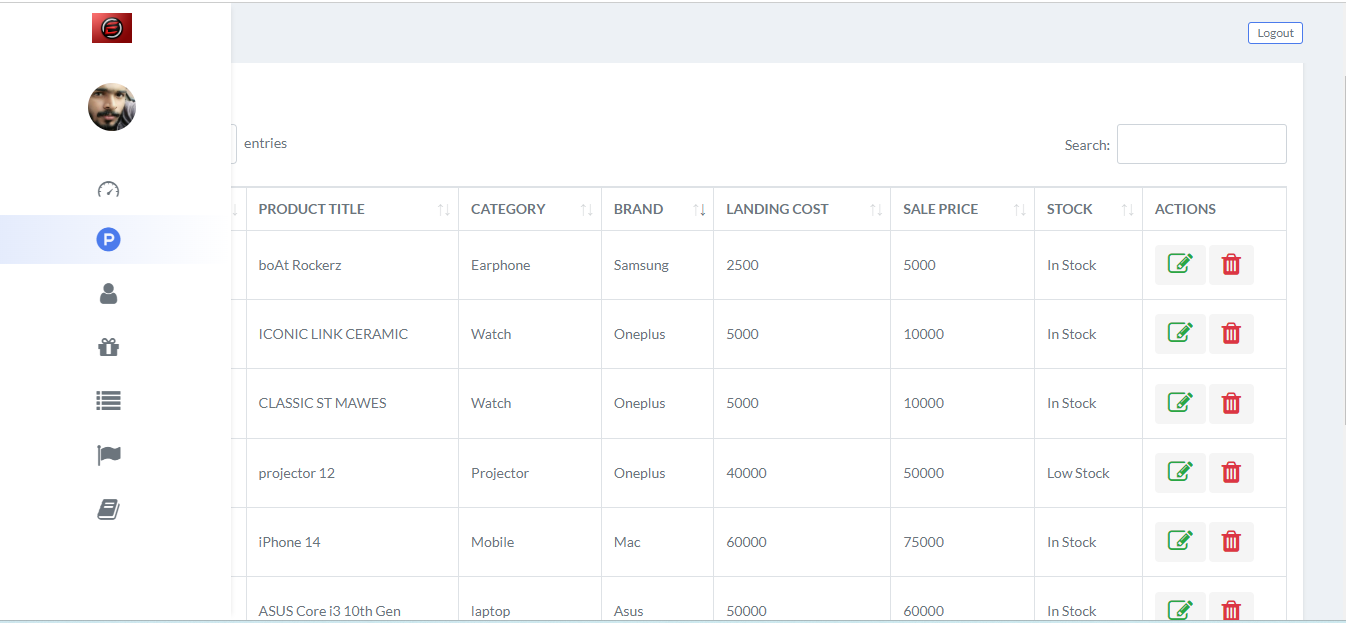 Logout
entries
Search:
PRODUCT TITLE CATEGORY BRAND LANDING COST SALE PRICE STOCK ACTIONS
boAt Rockerz Earphone Samsung 2500 5000 In Stock
ICONIC LINK CERAMIC Watch Oneplus 5000 10000 In Stock
CLASSIC ST MAWES Watch Oneplus 5000 10000 In Stock
projector 12 Projector Oneplus 40000 50000 Low Stock
iPhone 14 Mobile Mac 60000 75000 In Stock
ASUS Core i3 10th Gen laptop Asus 50000 60000 In Stock